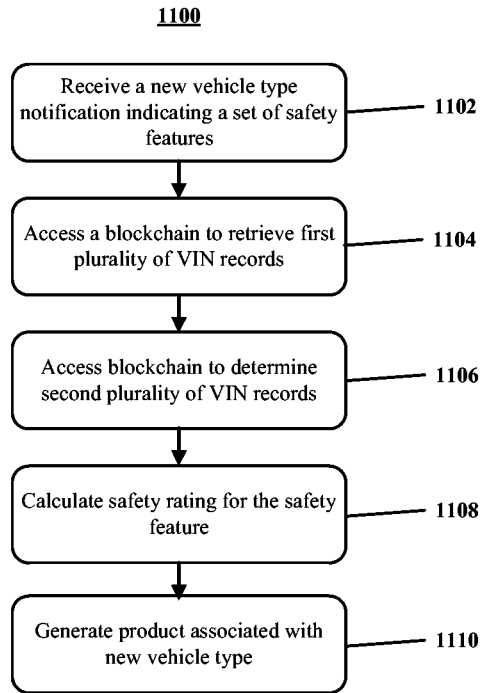 1100
Receive a new vehicle type
notification indicating a set of safety
features
1102
Access a blockchain to retrieve first
plurality of VIN records
1104
Access blockchain to determine
second plurality of VIN records
1106
Calculate safety rating for the safety
feature
1108
Generate product associated with
new vehicle type
1110